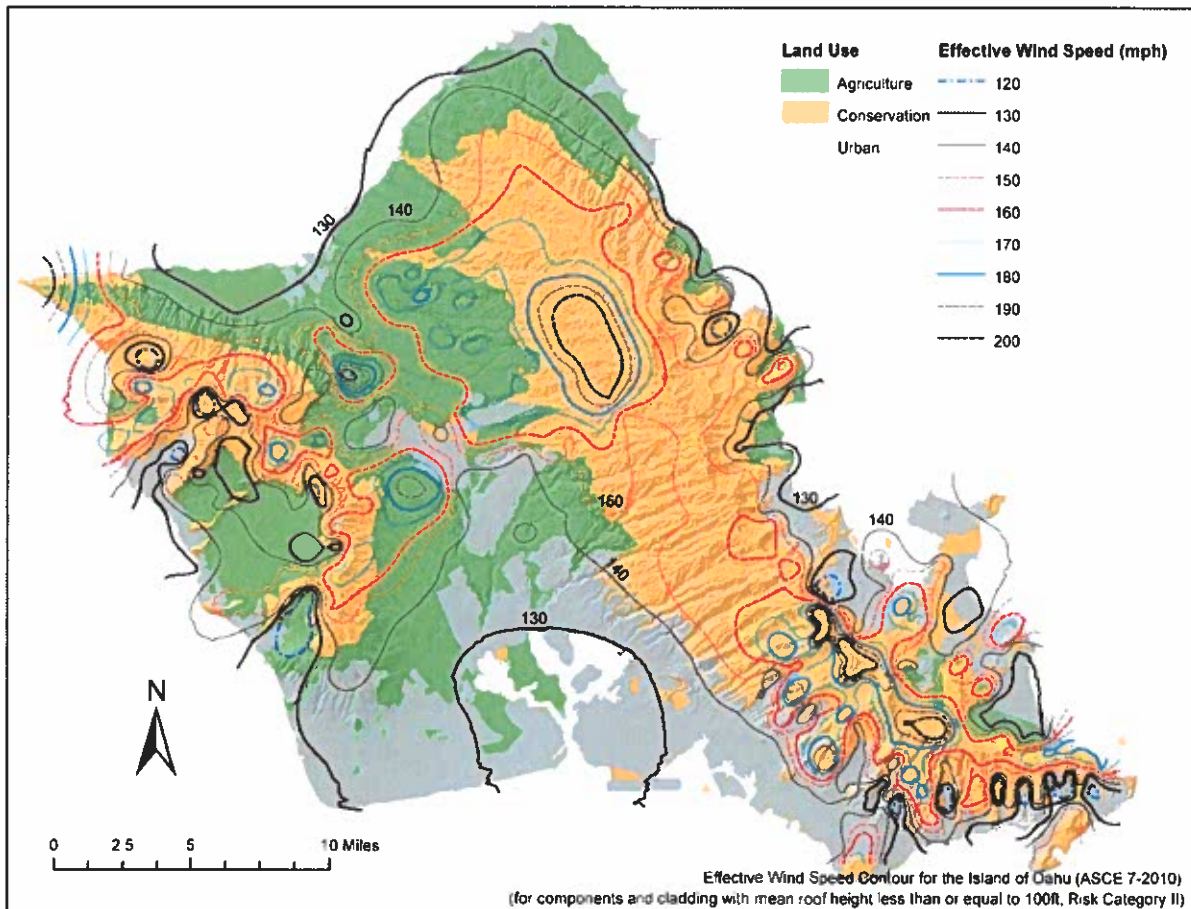 Land Use
Agriculture
Conservation
Urban
Effective Wind Speed (mph)
120
130
140
150
160
170
180
190
200
130
140
150
130
140
140
130
N
0 2 5 5 10 Miles
Effective Wind Speed Contour for the Island of Oahu (ASCE 7-2010)
(for components and cladding with mean roof height less than or equal to 100ft, Risk Category II)